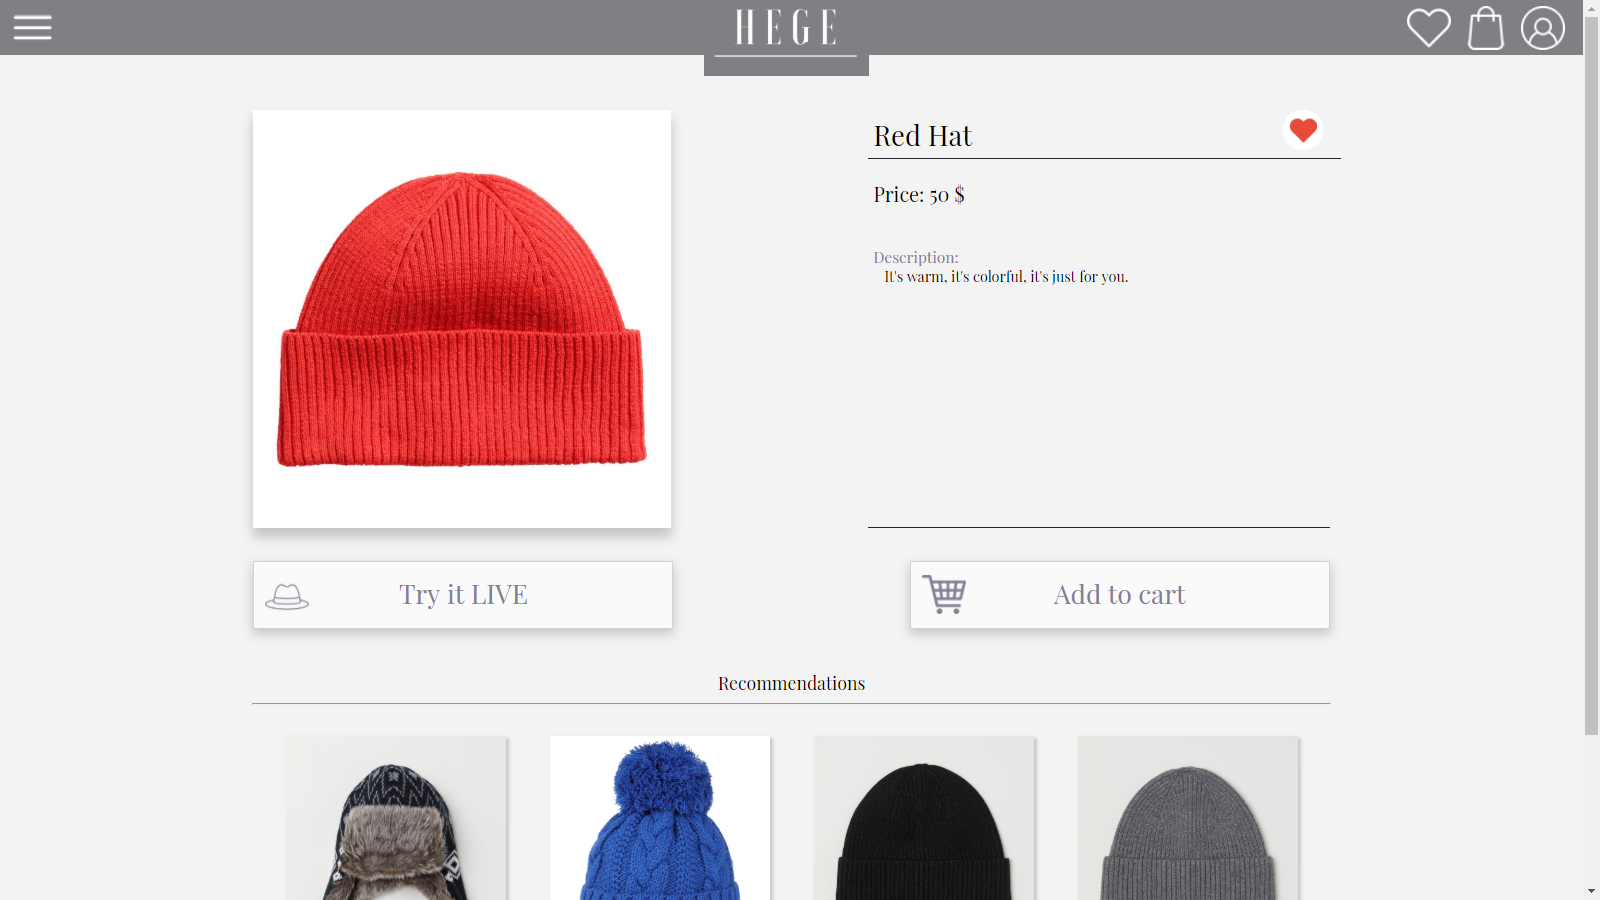 HEGE
Red Hat
Price: 50 $
Description:
It's warm, it's colorful, it's just for you.
Try it LIVE
Add to cart
Recommendations